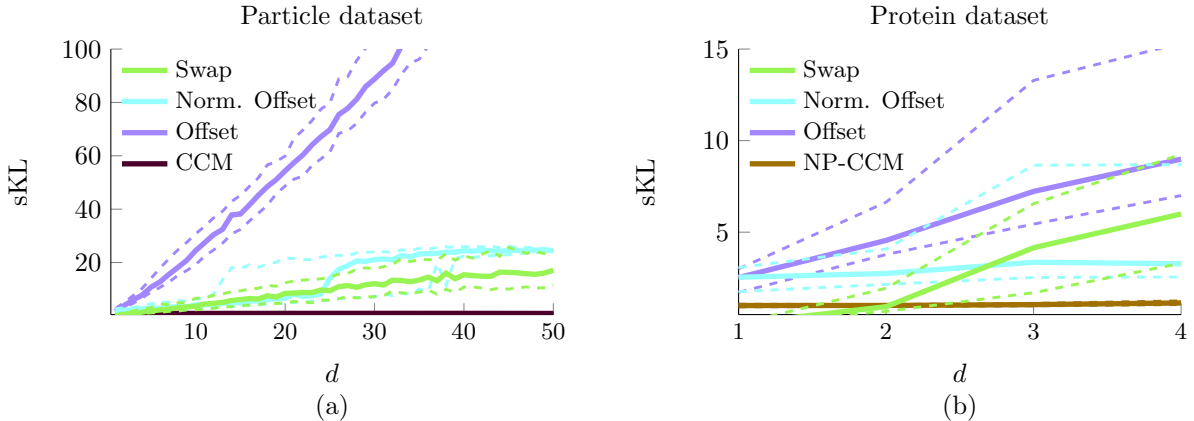 Particle dataset
100
80
60
40
20
sKL
Swap
Norm. Offset
Offset
CCM
10
20
30
40
50
d
(a)
Protein dataset
15
10
5
sKL
Swap
Norm. Offset
Offset
NP-CCM
1
2
3
4
d
(b)